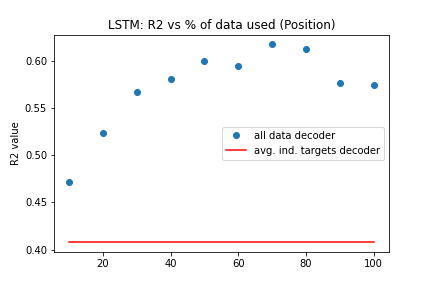 LSTM: R2 vs % of data used (Position)
R2 value
0.60
0.55
0.50
0.45
0.40
all data decoder
avg. ind. targets decoder
20 40 60 80 100